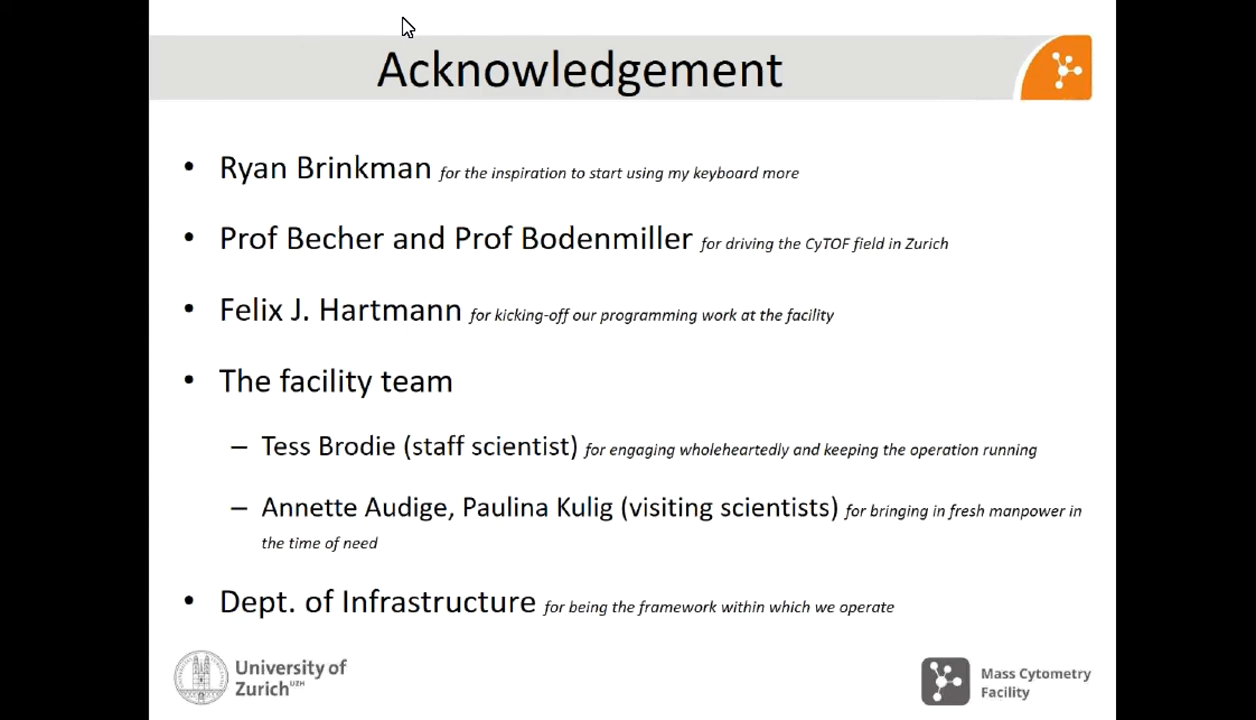 Acknowledgement
• Ryan Brinkman for the inspiration to start using my keyboard more
• Prof Becher and Prof Bodenmiller for driving the CyTOF field in Zurich
• Felix J. Hartmann for kicking-off our programming work at the facility
• The facility team
– Tess Brodie (staff scientist) for engaging wholeheartedly and keeping the operation running
– Annette Audige, Paulina Kulig (visiting scientists) for bringing in fresh manpower in
the time of need
• Dept. of Infrastructure for being the framework within which we operate
University of
Zurich UZH
Mass Cytometry
Facility